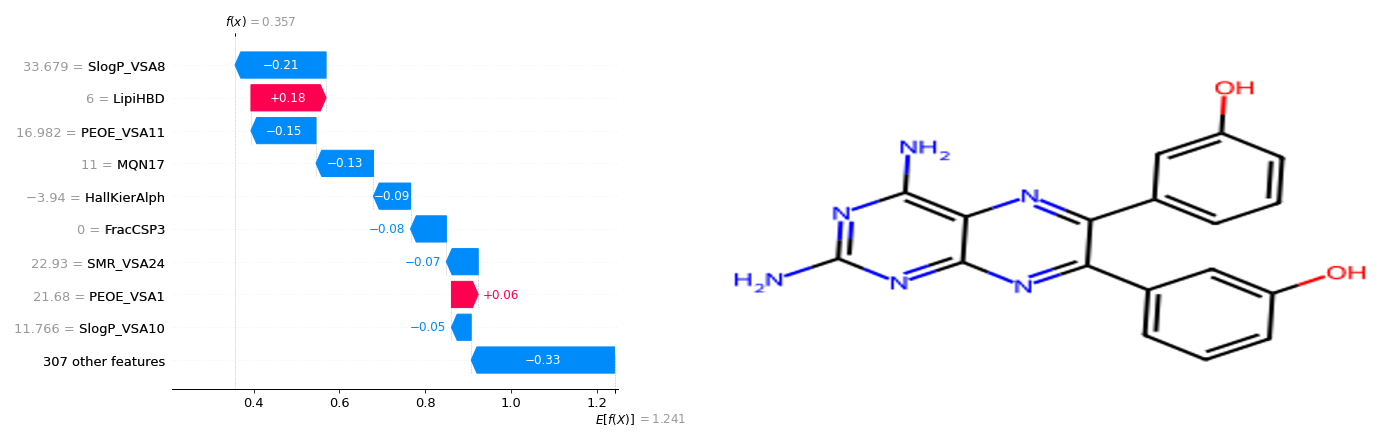 f(x) = 0.357
33.679 = SlogP_VSA8
−0.21
6 = LipiHBD
+0.18
16.982 = PEOE_VSA11
−0.15
11 = MQN17
−0.13
−3.94 = HallKierAlph
−0.09
0 = FracCSP3
−0.08
22.93 = SMR_VSA24
−0.07
21.68 = PEOE_VSA1
+0.06
11.766 = SlogP_VSA10
−0.05
307 other features
−0.33
0.4 0.6 0.8 1.0 1.2
E[f(X)] = 1.241
OH
NH2
N
N
H2N
N
N
OH